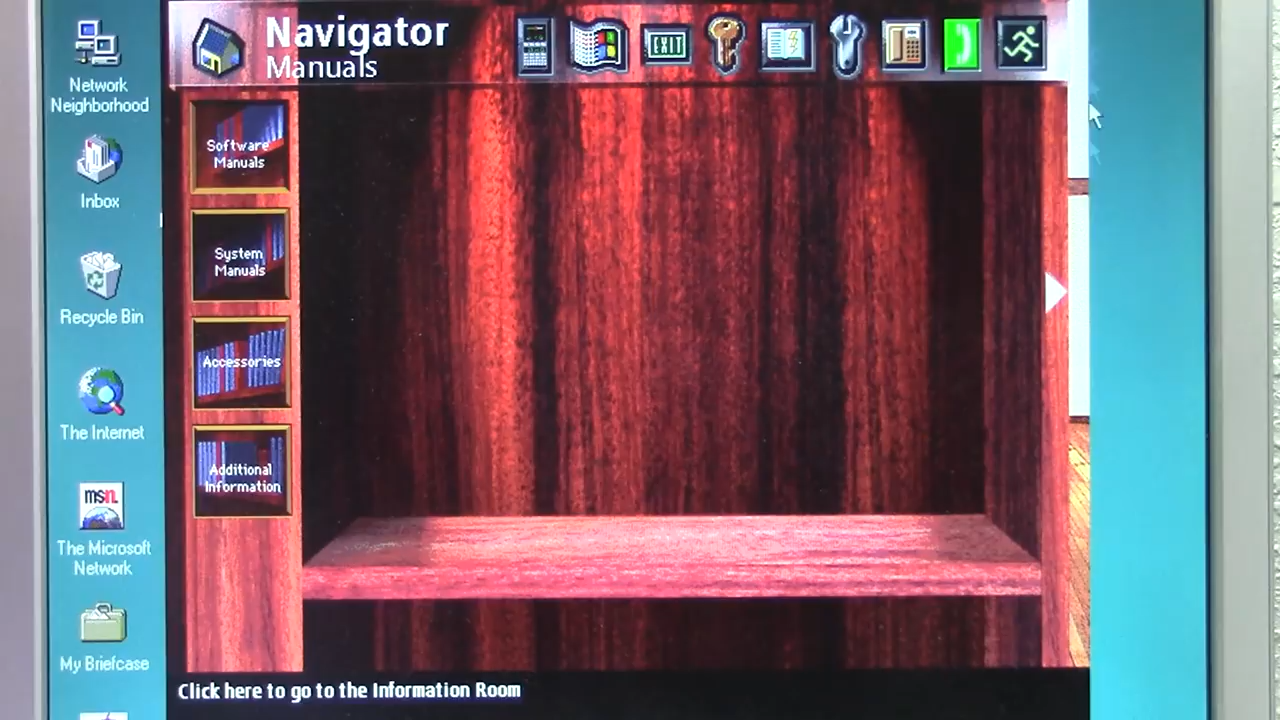 Navigator
Manuals
EXIT
Network
Neighborhood
Inbox
Recycle Bin
The Internet
msn
The Microsoft
Network
My Briefcase
Software
Manuals
System
Manuals
Accessories
Additional
Information
Click here to go to the Information Room